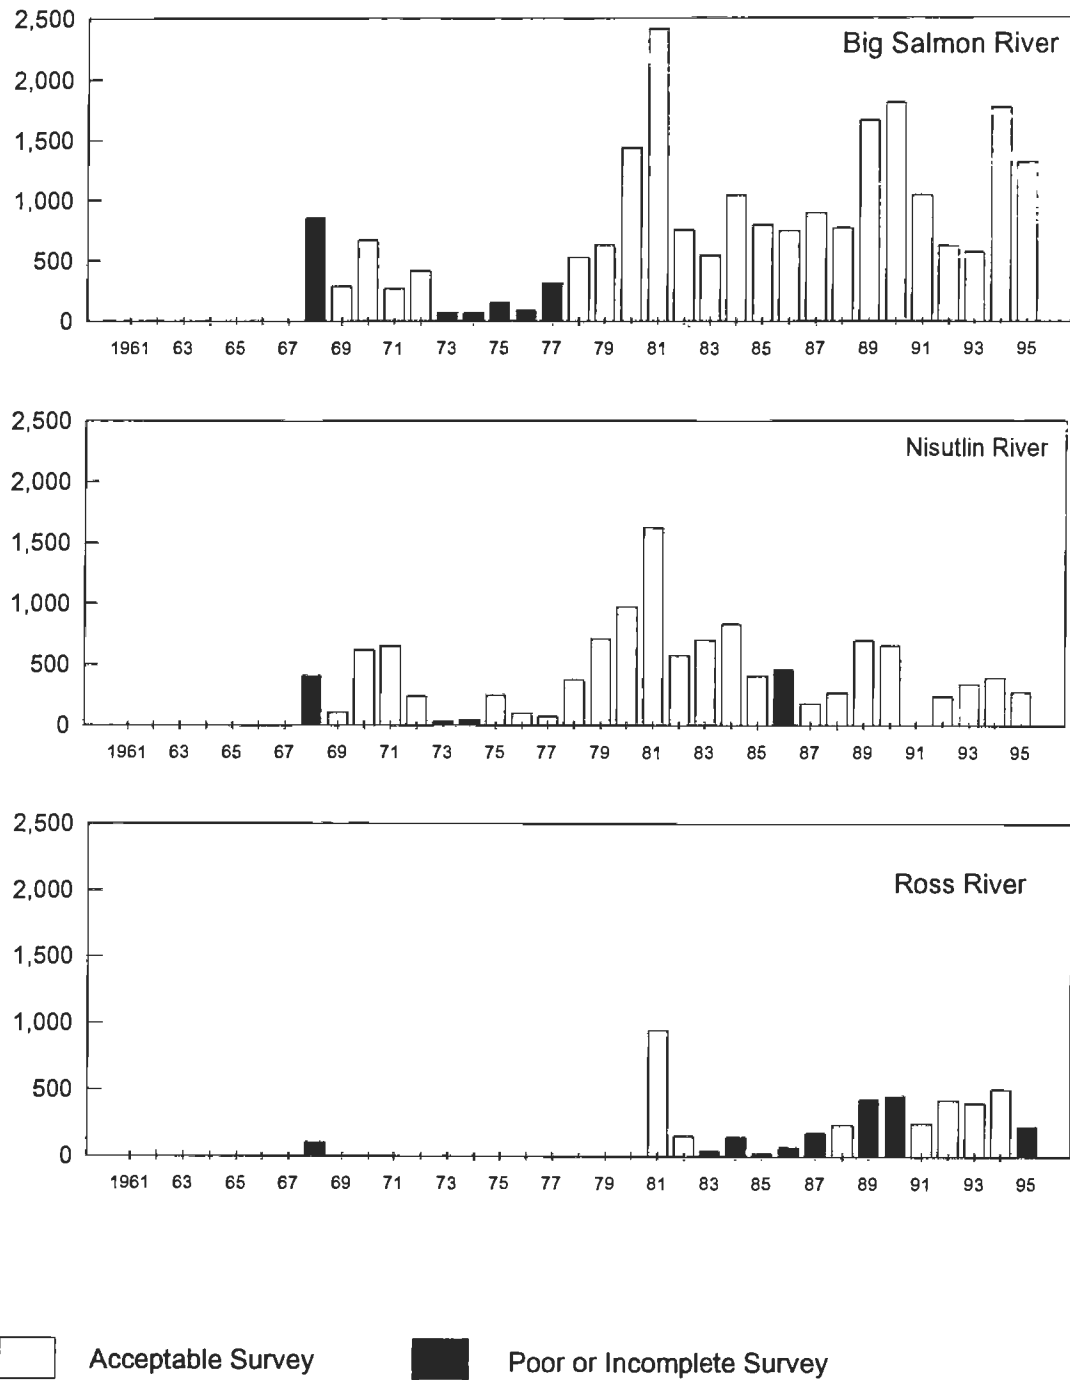 2,500
Big Salmon River
2,000
1,500
1,000
500
0
1961 63 65 67 69 71 73 75 77 79 81 83 85 87 89 91 93 95
2,500
Nisutlin River
2,000
1,500
1,000
500
0
1961 63 65 67 69 71 73 75 77 79 81 83 85 87 89 91 93 95
2,500
2,000
Ross River
1,500
1,000
500
0
1961 63 65 67 69 71 73 75 77 79 81 83 85 87 89 91 93 95
Acceptable Survey
Poor or Incomplete Survey